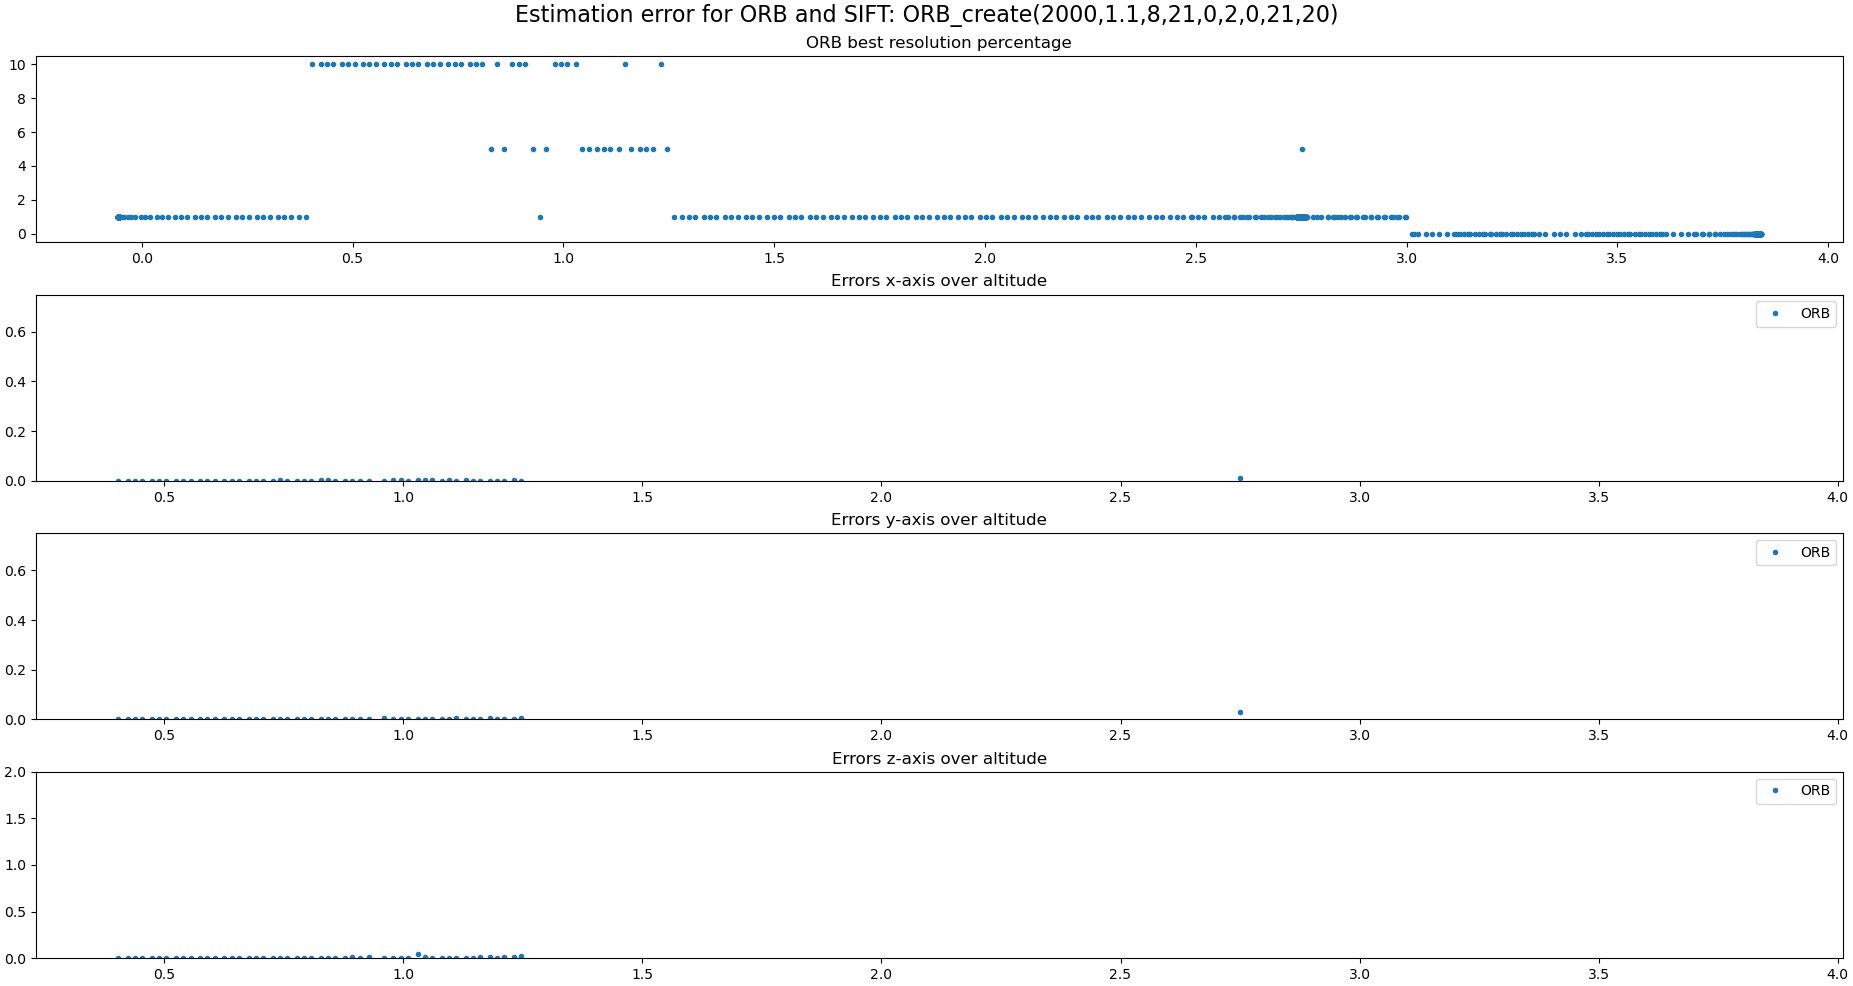 Estimation error for ORB and SIFT: ORB_create(2000,1.1,8,21,0,2,0,21,20)
ORB best resolution percentage
10
8
6
4
2
0
0.0 0.5 1.0 1.5 2.0 2.5 3.0 3.5 4.0
Errors x-axis over altitude
ORB
0.6
0.4
0.2
0.0
0.5 1.0 1.5 2.0 2.5 3.0 3.5 4.0
Errors y-axis over altitude
ORB
0.6
0.4
0.2
0.0
0.5 1.0 1.5 2.0 2.5 3.0 3.5 4.0
Errors z-axis over altitude
2.0
ORB
1.5
1.0
0.5
0.0
0.5 1.0 1.5 2.0 2.5 3.0 3.5 4.0